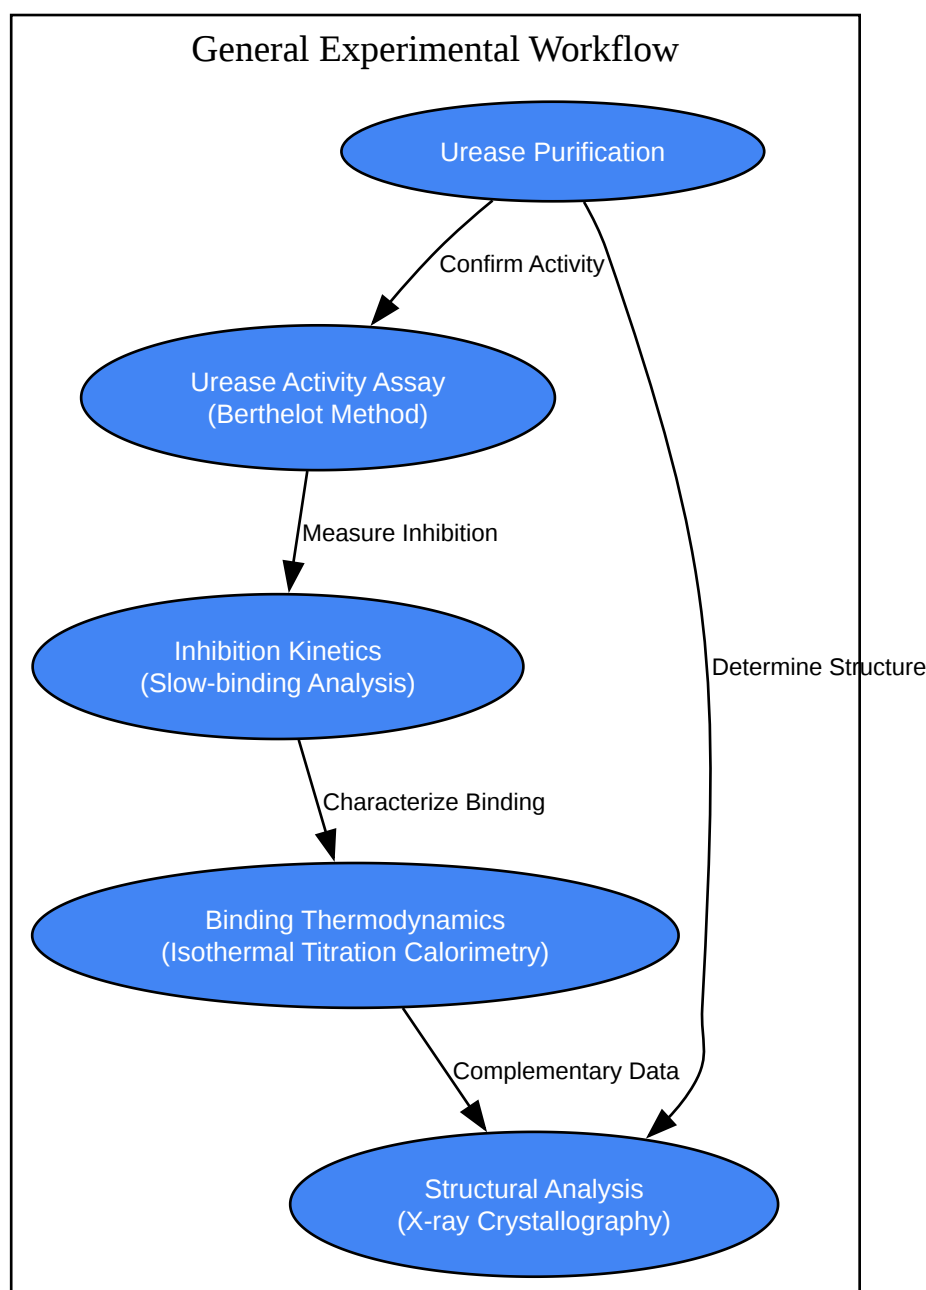 General Experimental Workflow
Urease Purification
Confirm Activity
Urease Activity Assay
(Berthelot Method)
Measure Inhibition
Inhibition Kinetics
(Slow-binding Analysis)
Determine Structure
Characterize Binding
Binding Thermodynamics
(Isothermal Titration Calorimetry)
Complementary Data
Structural Analysis
(X-ray Crystallography)